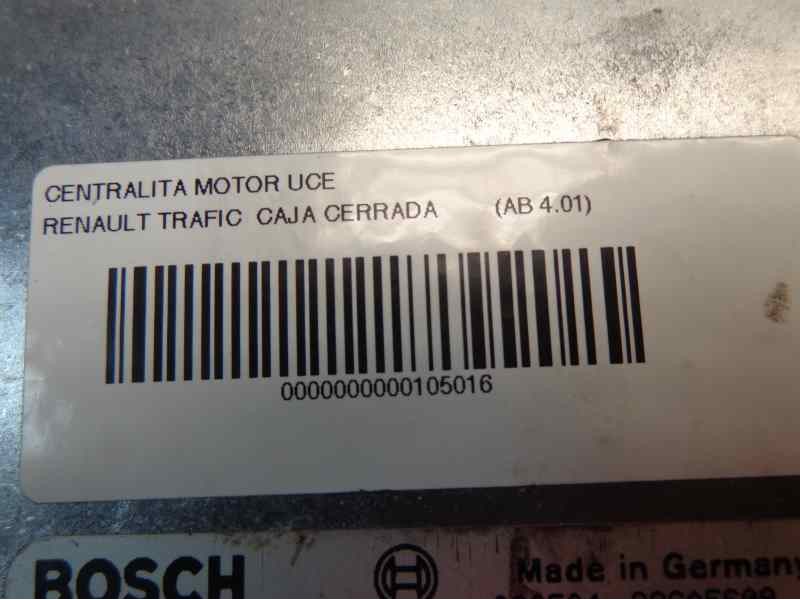 CENTRALITA MOTOR UCE
RENAULT TRAFIC CAJA CERRADA (AB 4.01)
0000000000105016
BOSCH Made in Germany